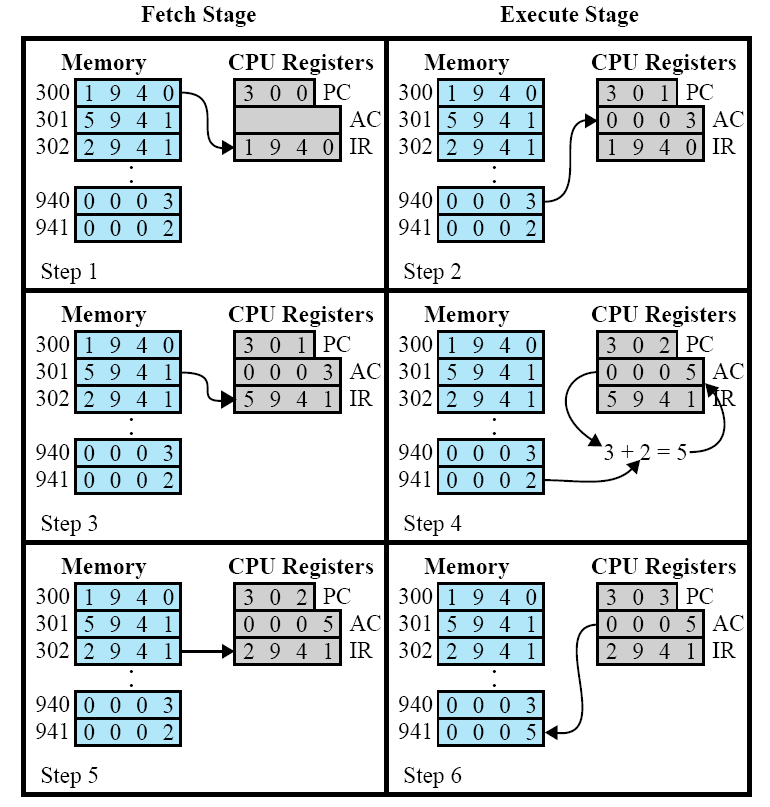 Fetch Stage Execute Stage
Memory CPU Registers
300 1 9 4 0 3 0 0 PC
301 5 9 4 1 AC
302 2 9 4 1 1 9 4 0 IR
940 0 0 0 3
941 0 0 0 2
Step 1
Memory CPU Registers
300 1 9 4 0 3 0 1 PC
301 5 9 4 1 0 0 0 3 AC
302 2 9 4 1 1 9 4 0 IR
940 0 0 0 3
941 0 0 0 2
Step 2
Memory CPU Registers
300 1 9 4 0 3 0 1 PC
301 5 9 4 1 0 0 0 3 AC
302 2 9 4 1 5 9 4 1 IR
940 0 0 0 3
941 0 0 0 2
Step 3
Memory CPU Registers
300 1 9 4 0 3 0 2 PC
301 5 9 4 1 0 0 0 5 AC
302 2 9 4 1 5 9 4 1 IR
940 0 0 0 3 3 + 2 = 5
941 0 0 0 2
Step 4
Memory CPU Registers
300 1 9 4 0 3 0 2 PC
301 5 9 4 1 0 0 0 5 AC
302 2 9 4 1 2 9 4 1 IR
940 0 0 0 3
941 0 0 0 2
Step 5
Memory CPU Registers
300 1 9 4 0 3 0 3 PC
301 5 9 4 1 0 0 0 5 AC
302 2 9 4 1 2 9 4 1 IR
940 0 0 0 3
941 0 0 0 5
Step 6